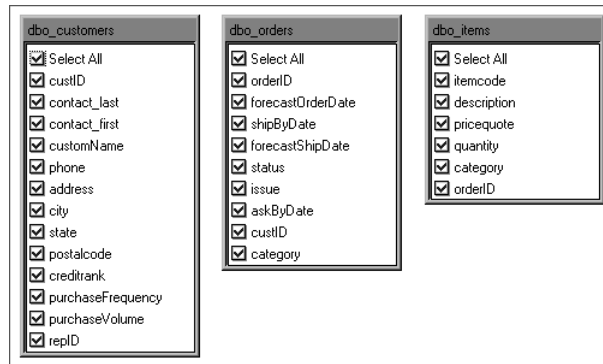 dbo_customers
Select All
custID
contact_last
contact_first
customName
phone
address
city
state
postalcode
creditrank
purchaseFrequency
purchaseVolume
repID
dbo_orders
Select All
orderID
forecastOrderDate
shipByDate
forecastShipDate
status
issue
askByDate
custID
category
dbo_items
Select All
itemcode
description
pricequote
quantity
category
orderID